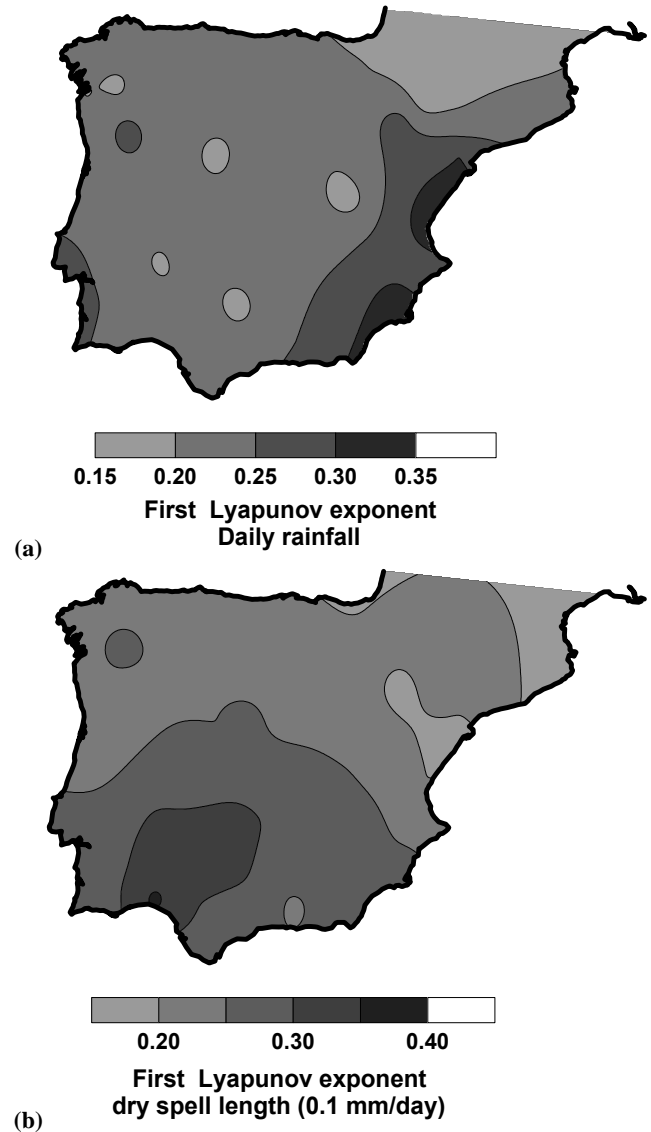 0.15 0.20 0.25 0.30 0.35
First Lyapunov exponent
Daily rainfall
(a)
0.20 0.30 0.40
First Lyapunov exponent
dry spell length (0.1 mm/day)
(b)